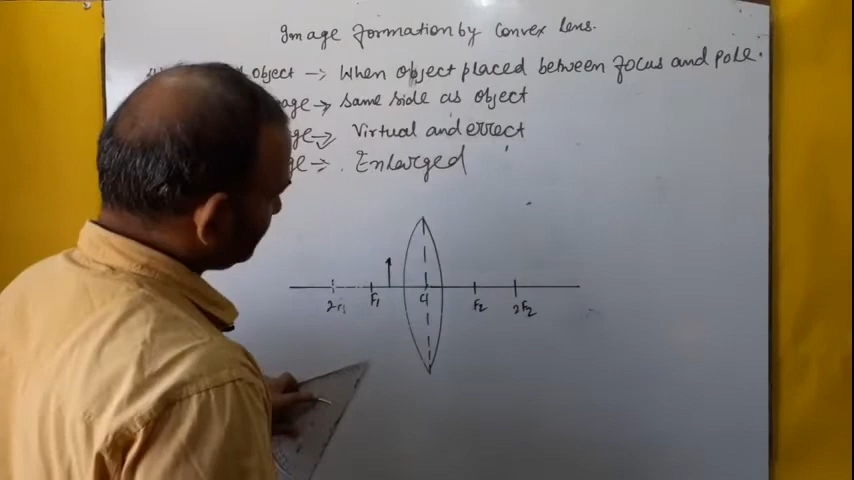 Image formation by Convex Lens.
object → When object placed between focus and pole.
age → Same side as object
ge → Virtual and errect
ge → Enlarged
2F1 F1 F2 2F2